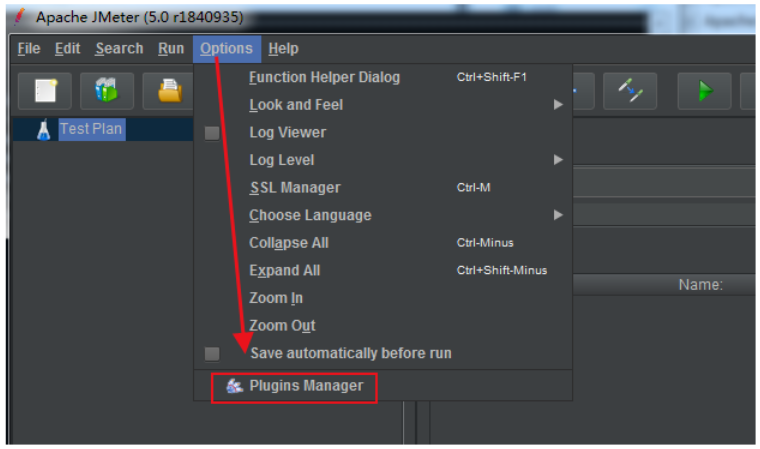 Apache JMeter (5.0 r1840935)
File Edit Search Run Options Help
Function Helper Dialog Ctrl+Shift-F1
Look and Feel
Test Plan
Log Viewer
Log Level
SSL Manager Ctrl-M
Choose Language
Collapse All Ctrl-Minus
Expand All Ctrl+Shift-Minus
Name:
Zoom In
Zoom Out
Save automatically before run
Plugins Manager